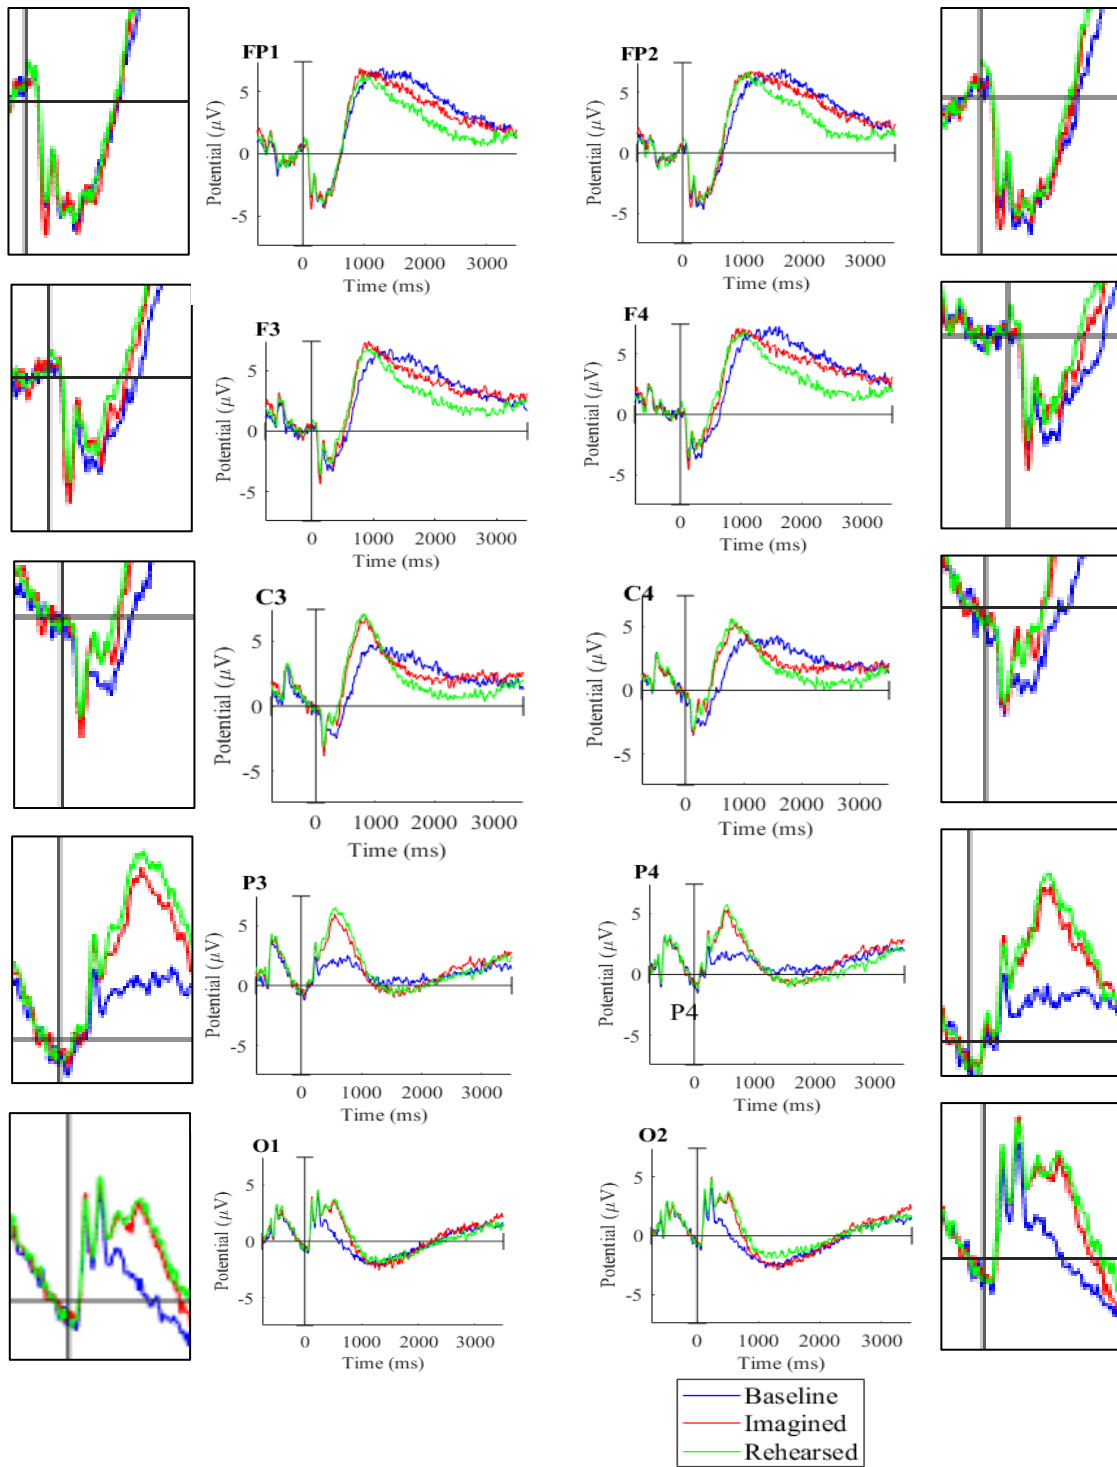 FP1
Potential (µV)
5
0
-5
0 1000 2000 3000
Time (ms)
FP2
Potential (µV)
5
0
-5
0 1000 2000 3000
Time (ms)
F3
Potential (µV)
5
0
-5
0 1000 2000 3000
Time (ms)
F4
Potential (µV)
5
0
-5
0 1000 2000 3000
Time (ms)
C3
Potential (µV)
5
0
-5
0 1000 2000 3000
Time (ms)
C4
Potential (µV)
5
0
-5
0 1000 2000 3000
Time (ms)
P3
Potential (µV)
5
0
-5
0 1000 2000 3000
Time (ms)
P4
Potential (µV)
5
0
-5
P4
0 1000 2000 3000
Time (ms)
O1
Potential (µV)
5
0
-5
0 1000 2000 3000
Time (ms)
O2
Potential (µV)
5
0
-5
0 1000 2000 3000
Time (ms)
Baseline
Imagined
Rehearsed